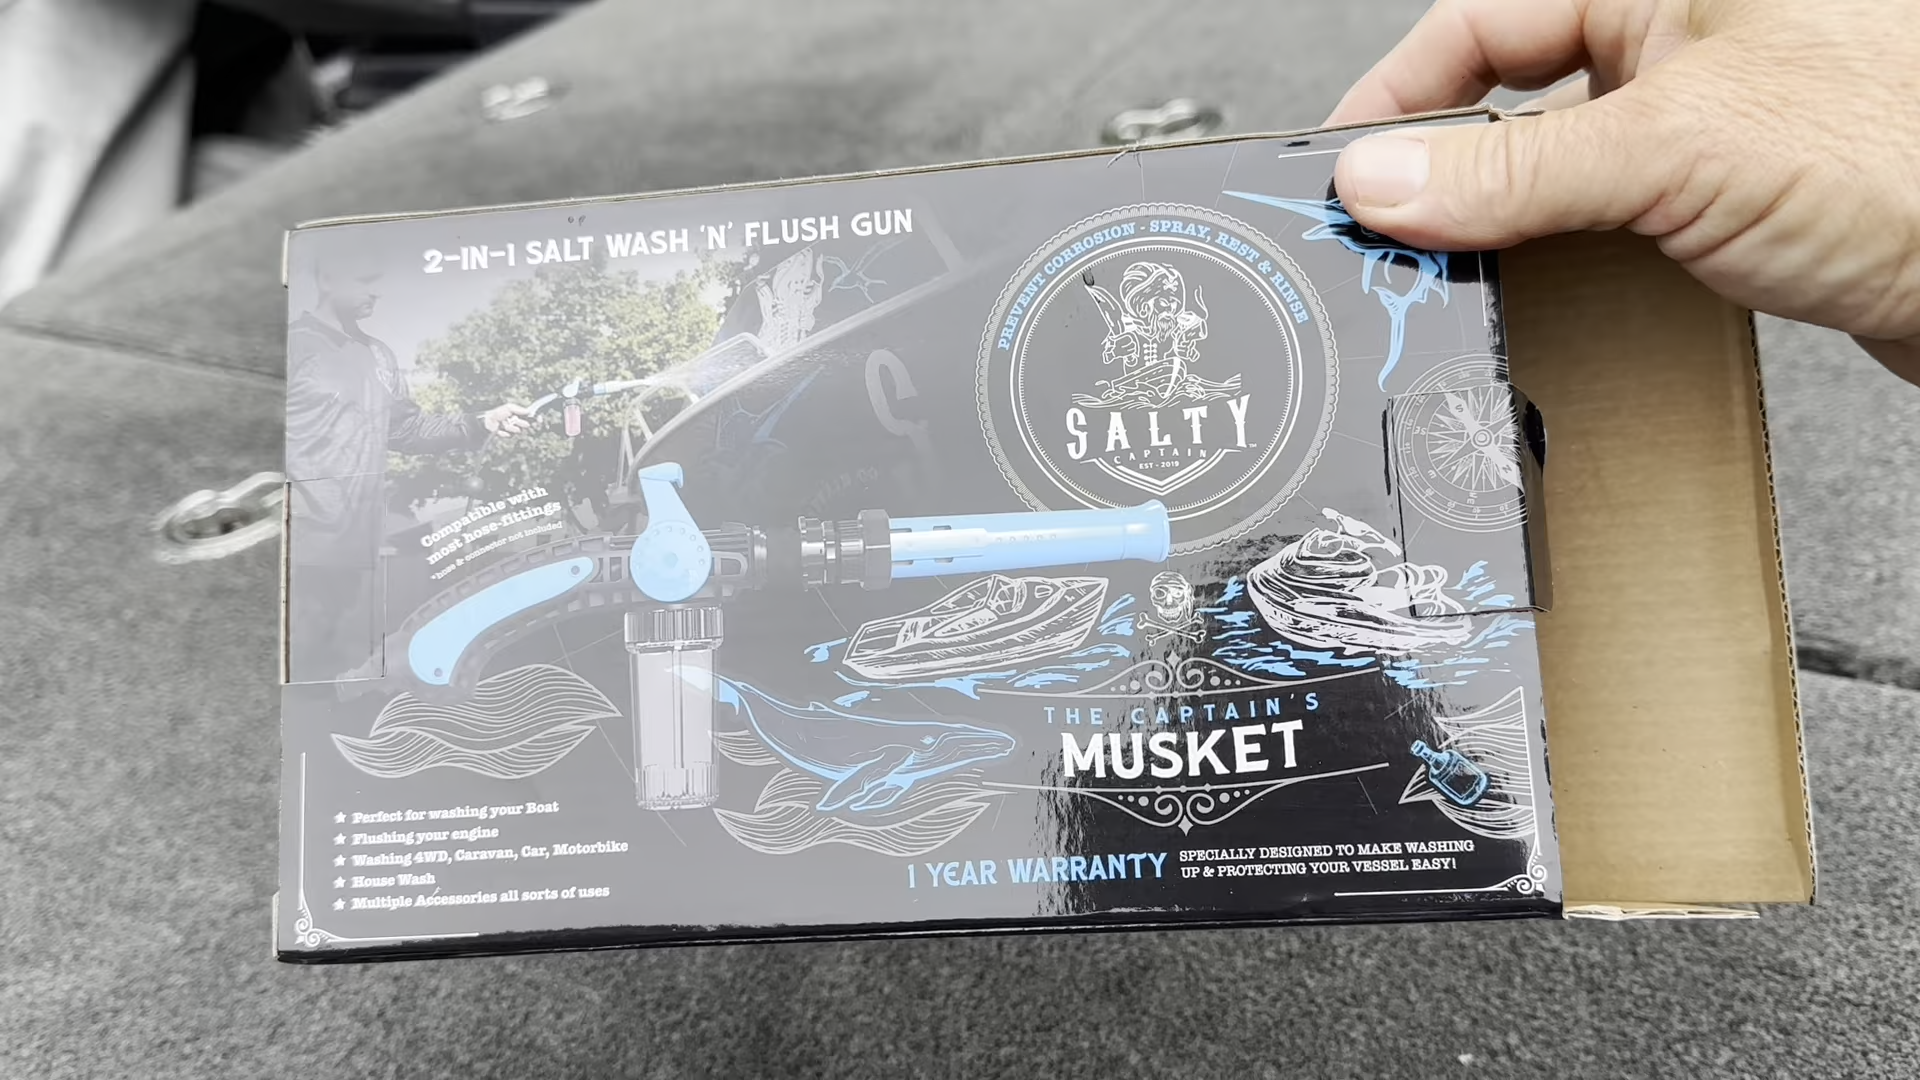 2-IN-1 SALT WASH 'N' FLUSH GUN
PREVENT CORROSION - SPRAY, REST & RINSE
SALTY
CAPTAIN
EST - 2019
Compatible with
most hose-fittings
*hose & connector not included
THE CAPTAIN'S
MUSKET
★ Perfect for washing your Boat
★ Flushing your engine
★ Washing 4WD, Caravan, Car, Motorbike
★ House Wash
★ Multiple Accessories all sorts of uses
1 YEAR WARRANTY
SPECIALLY DESIGNED TO MAKE WASHING
UP & PROTECTING YOUR VESSEL EASY!